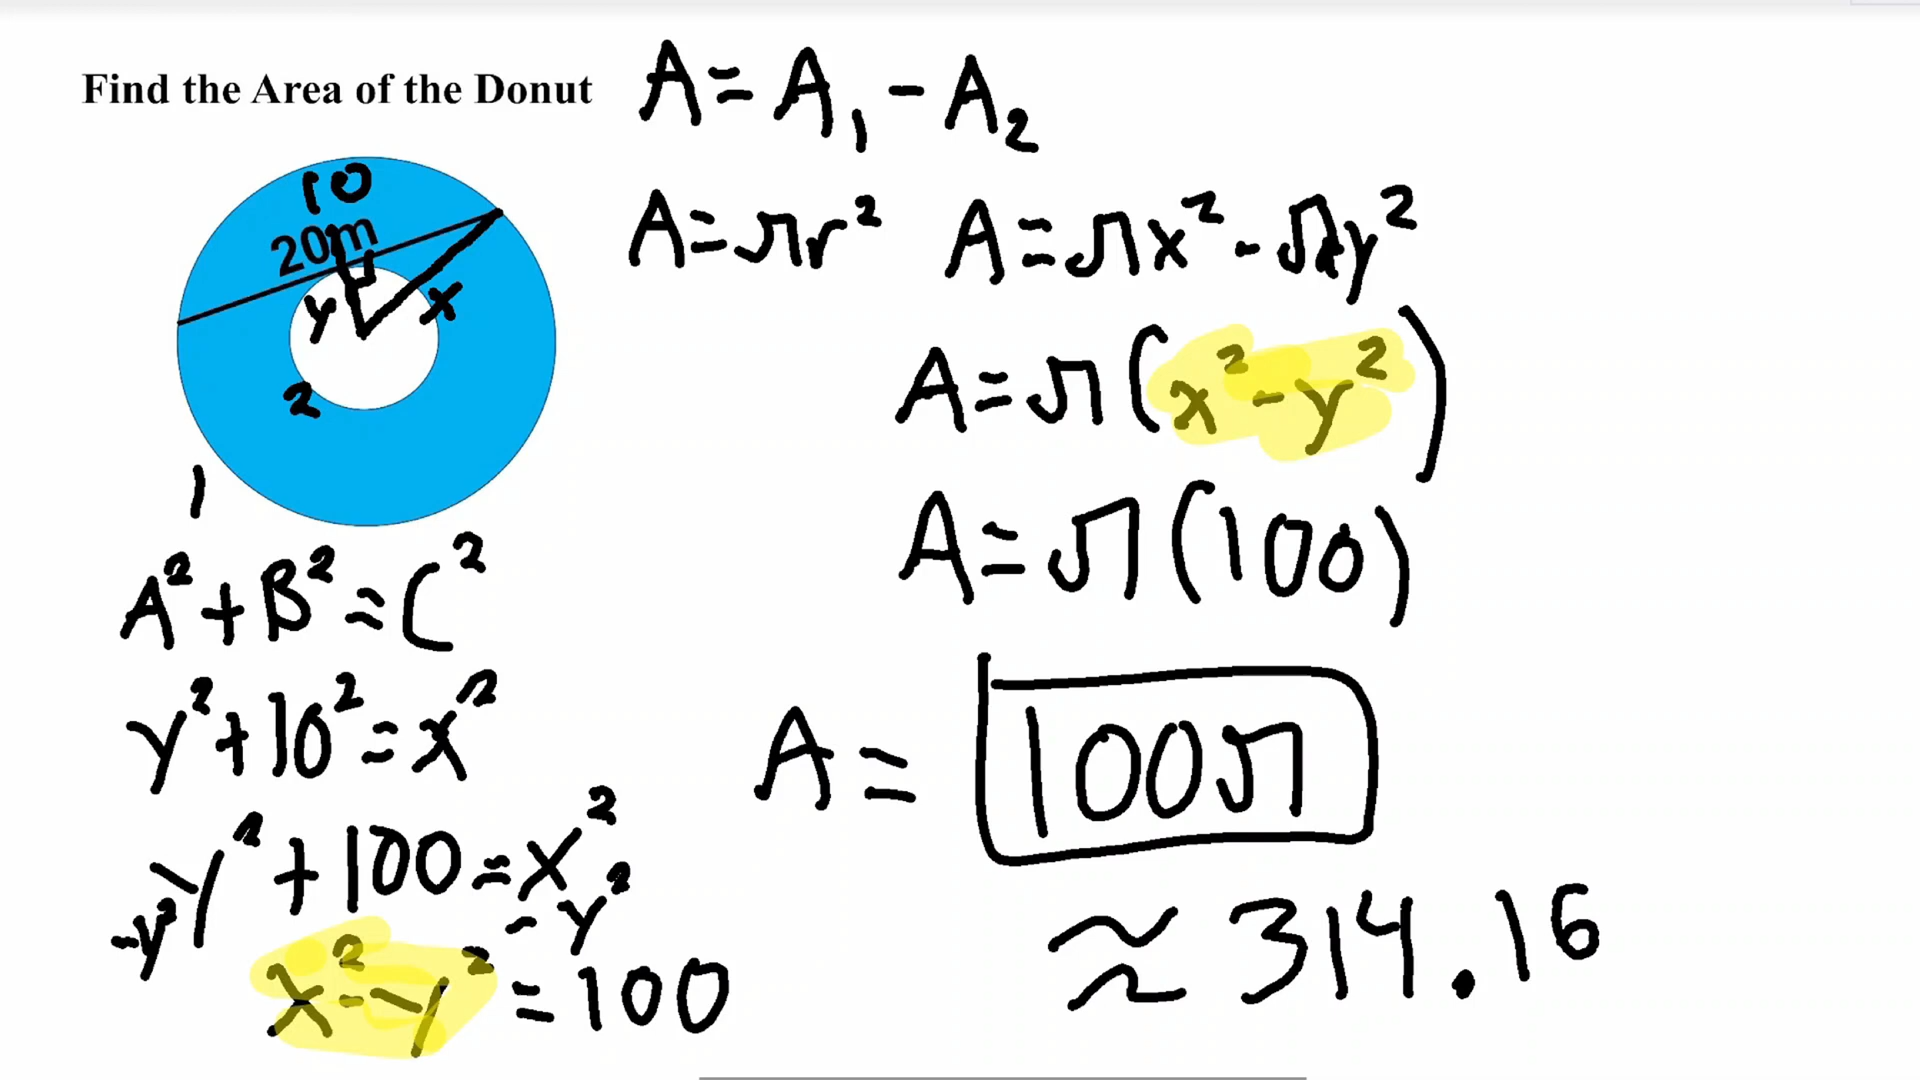 Find the Area of the Donut
A = A₁ - A₂
10
20m
y x
2
1
A = πr² A = πx² - πy²
A = π(x² - y²)
A = π(100)
A = 100π
≈ 314.16
A² + B² = C²
y² + 10² = x²
y² + 100 = x²
-y² -y²
x² - y² = 100